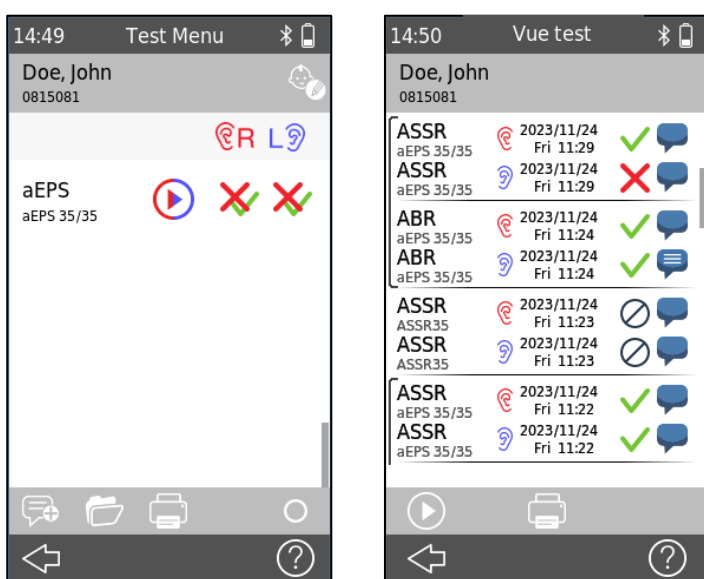 14:49 Test Menu
Doe, John
0815081
R L
aEPS
aEPS 35/35
?
14:50 Vue test
Doe, John
0815081
ASSR 2023/11/24
aEPS 35/35 Fri 11:29
ASSR 2023/11/24
aEPS 35/35 Fri 11:29
ABR 2023/11/24
aEPS 35/35 Fri 11:24
ABR 2023/11/24
aEPS 35/35 Fri 11:24
ASSR 2023/11/24
ASSR35 Fri 11:23
ASSR 2023/11/24
ASSR35 Fri 11:23
ASSR 2023/11/24
aEPS 35/35 Fri 11:22
ASSR 2023/11/24
aEPS 35/35 Fri 11:22
?